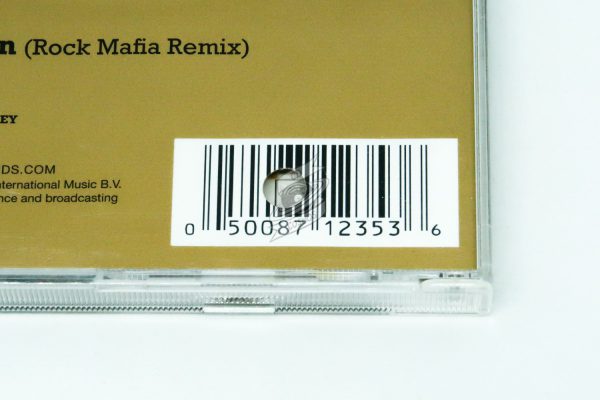 n (Rock Mafia Remix)
EY
DS.COM
nternational Music B.V.
nce and broadcasting
0 50087 12353 6